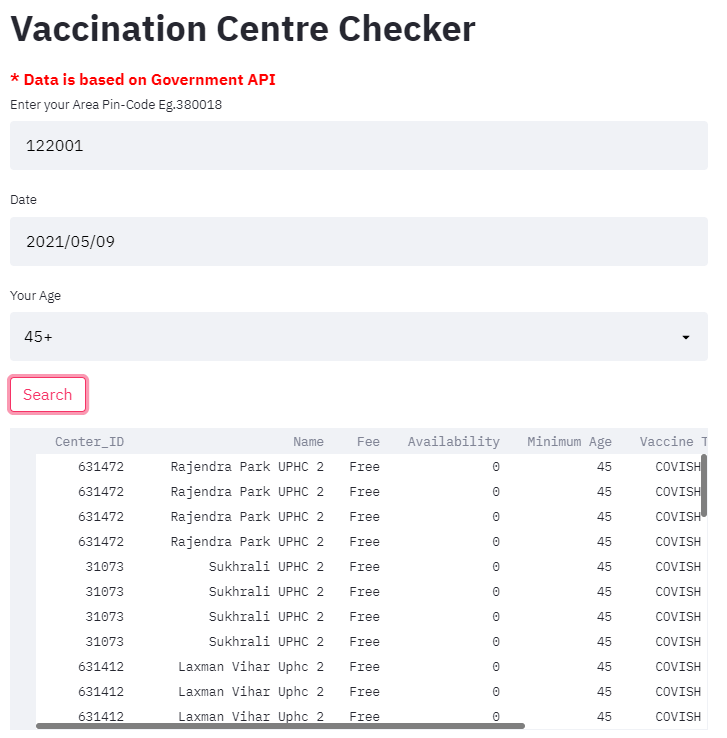 Vaccination Centre Checker
* Data is based on Government API
Enter your Area Pin-Code Eg.380018
122001
Date
2021/05/09
Your Age
45+
Search
Center_ID Name Fee Availability Minimum Age Vaccine T
631472 Rajendra Park UPHC 2 Free 0 45 COVISH
631472 Rajendra Park UPHC 2 Free 0 45 COVISH
631472 Rajendra Park UPHC 2 Free 0 45 COVISH
631472 Rajendra Park UPHC 2 Free 0 45 COVISH
31073 Sukhrali UPHC 2 Free 0 45 COVISH
31073 Sukhrali UPHC 2 Free 0 45 COVISH
31073 Sukhrali UPHC 2 Free 0 45 COVISH
31073 Sukhrali UPHC 2 Free 0 45 COVISH
631412 Laxman Vihar Uphc 2 Free 0 45 COVISH
631412 Laxman Vihar Uphc 2 Free 0 45 COVISH
631412 Laxman Vihar Uphc 2 Free 0 45 COVISH